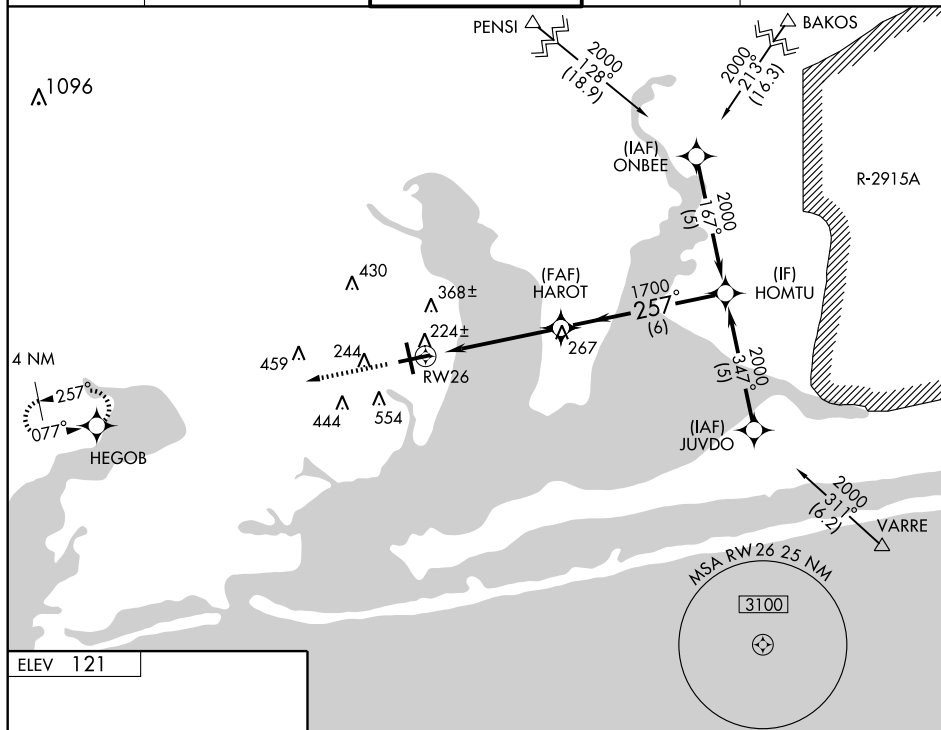 PENSI
BAKOS
2000
128°
(18.9)
2000
213°
(16.3)
1096
(IAF)
ONBEE
R-2915A
2000
167°
(5)
(FAF)
HAROT
(IF)
HOMTU
1700
257°
(6)
430
368±
224±
267
459
244
RW26
444
554
4 NM
257°
077°
HEGOB
2000
347°
(5)
(IAF)
JUVDO
2000
311°
(6.2)
VARRE
MSA RW26 25 NM
3100
ELEV 121